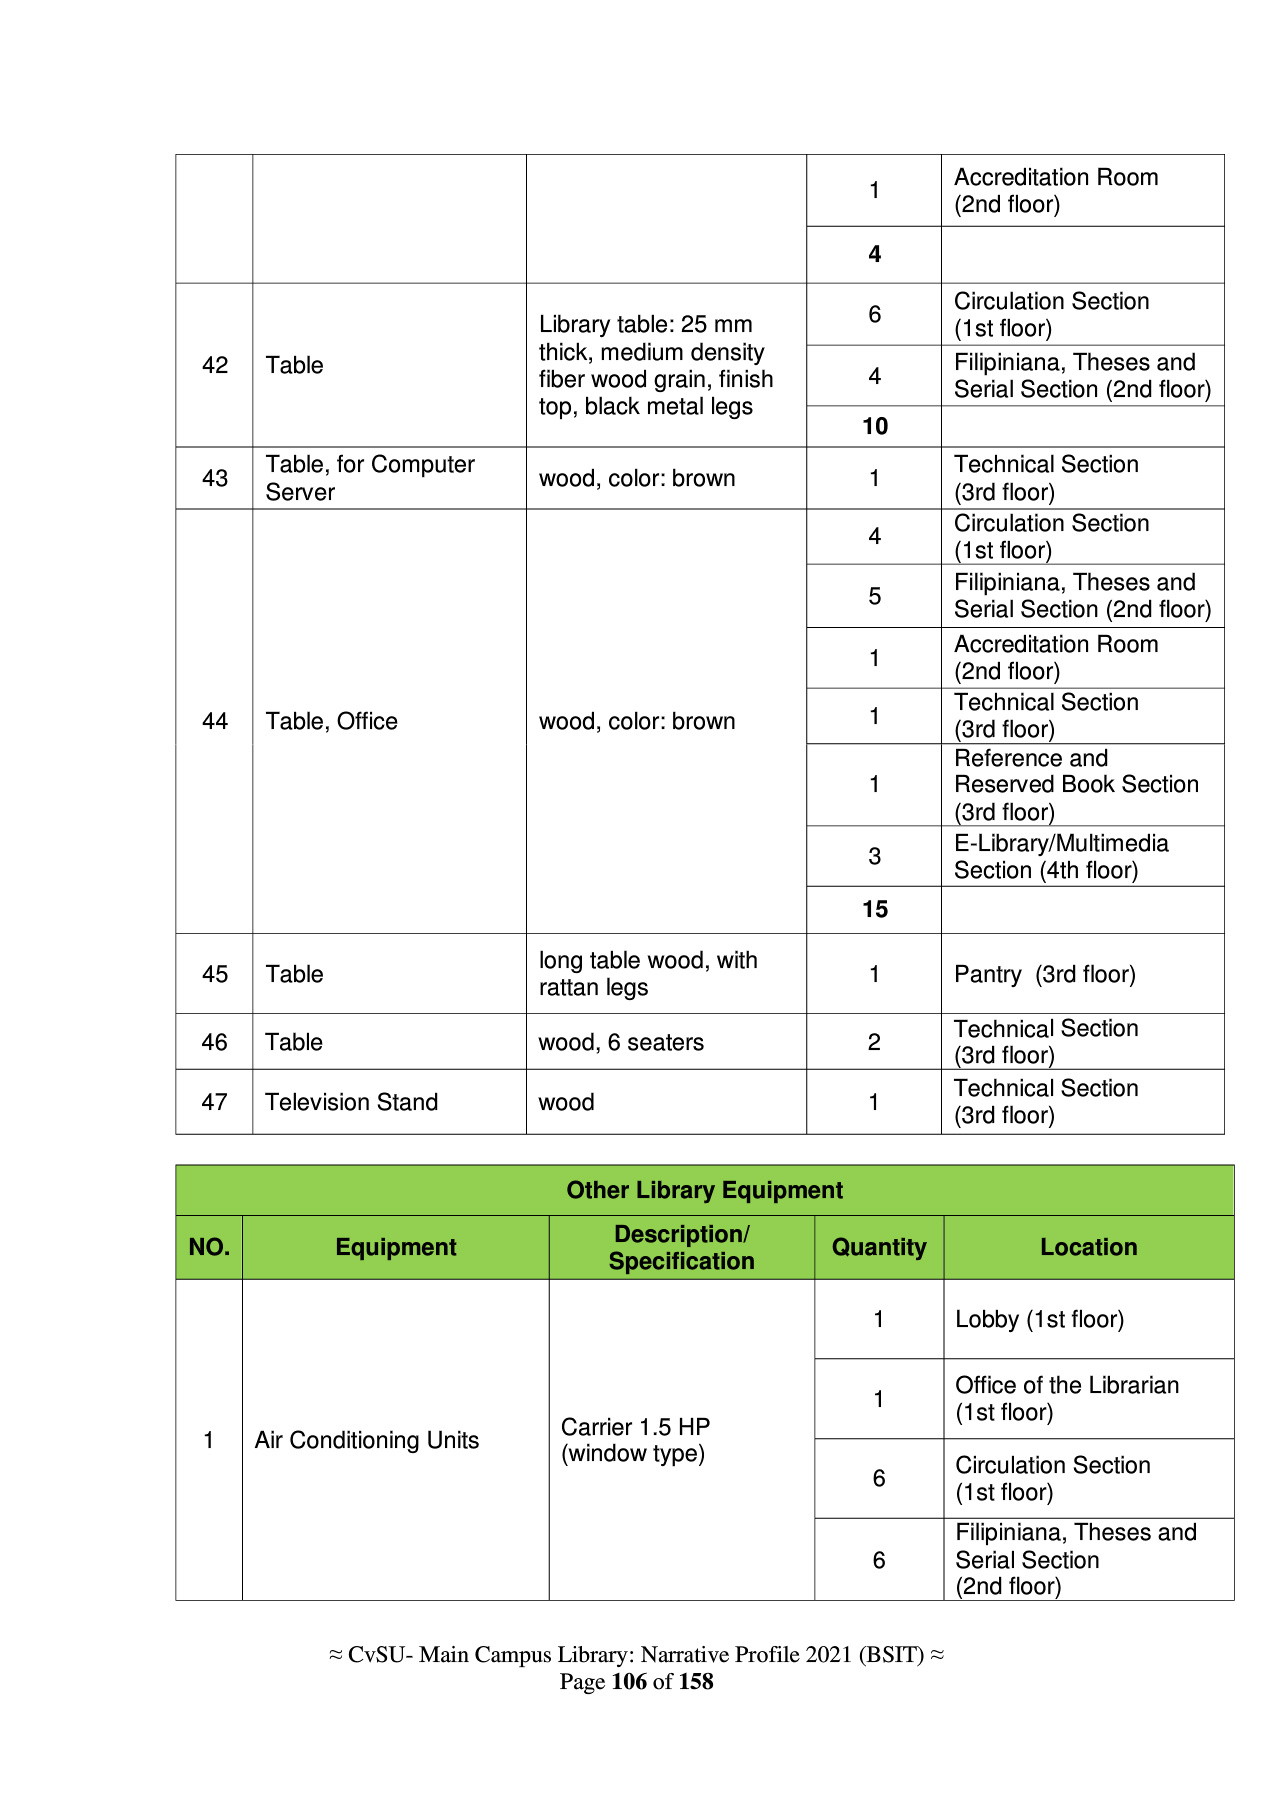 1
Accreditation Room
(2nd floor)
4
42
Table
Library table: 25 mm
thick, medium density
fiber wood grain, finish
top, black metal legs
6
Circulation Section
(1st floor)
4
Filipiniana, Theses and
Serial Section (2nd floor)
10
43
Table, for Computer
Server
wood, color: brown
1
Technical Section
(3rd floor)
44
Table, Office
wood, color: brown
4
Circulation Section
(1st floor)
5
Filipiniana, Theses and
Serial Section (2nd floor)
1
Accreditation Room
(2nd floor)
1
Technical Section
(3rd floor)
1
Reference and
Reserved Book Section
(3rd floor)
3
E-Library/Multimedia
Section (4th floor)
15
45
Table
long table wood, with
rattan legs
1
Pantry (3rd floor)
46
Table
wood, 6 seaters
2
Technical Section
(3rd floor)
47
Television Stand
wood
1
Technical Section
(3rd floor)
Other Library Equipment
NO.
Equipment
Description/
Specification
Quantity
Location
1
Air Conditioning Units
Carrier 1.5 HP
(window type)
1
Lobby (1st floor)
1
Office of the Librarian
(1st floor)
6
Circulation Section
(1st floor)
6
Filipiniana, Theses and
Serial Section
(2nd floor)
≈ CvSU- Main Campus Library: Narrative Profile 2021 (BSIT) ≈
Page 106 of 158